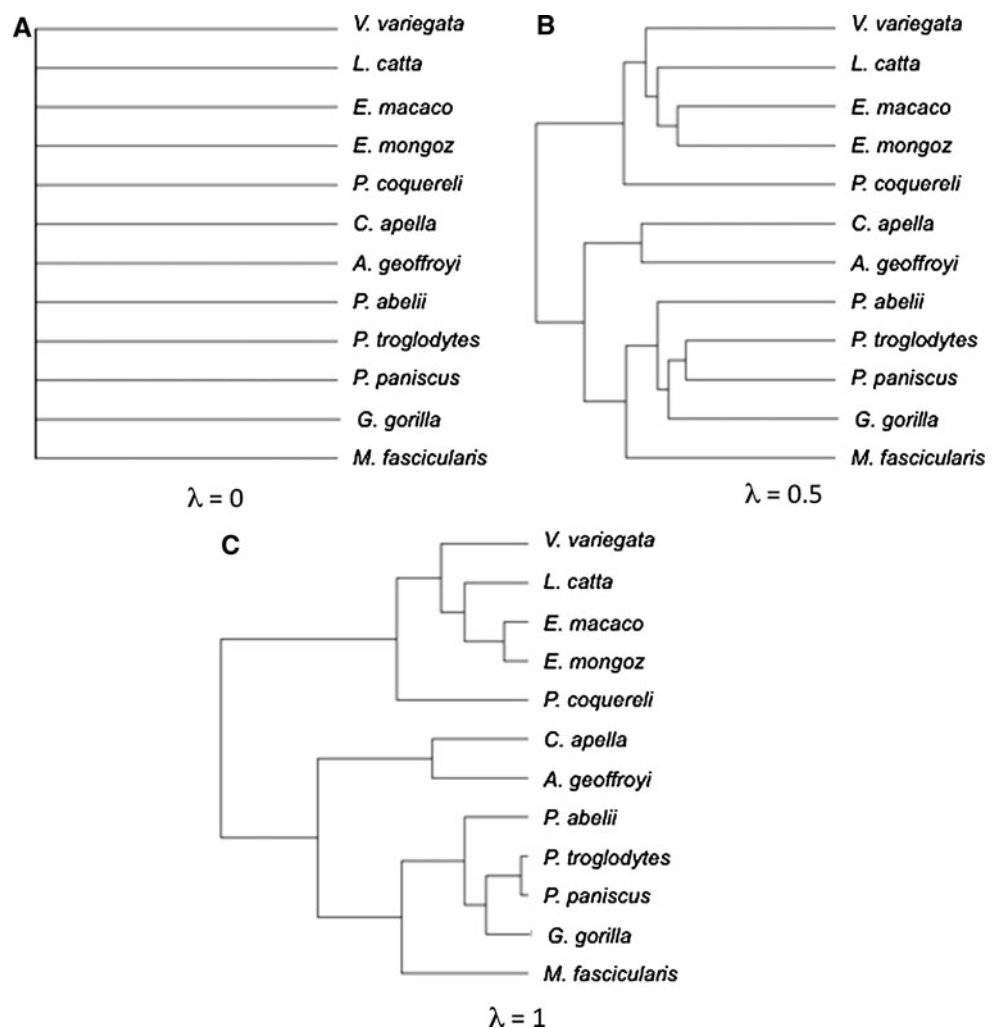 A
V. variegata
L. catta
E. macaco
E. mongoz
P. coquereli
C. apella
A. geoffroyi
P. abelii
P. troglodytes
P. paniscus
G. gorilla
M. fascicularis
λ = 0
B
V. variegata
L. catta
E. macaco
E. mongoz
P. coquereli
C. apella
A. geoffroyi
P. abelii
P. troglodytes
P. paniscus
G. gorilla
M. fascicularis
λ = 0.5
C
V. variegata
L. catta
E. macaco
E. mongoz
P. coquereli
C. apella
A. geoffroyi
P. abelii
P. troglodytes
P. paniscus
G. gorilla
M. fascicularis
λ = 1